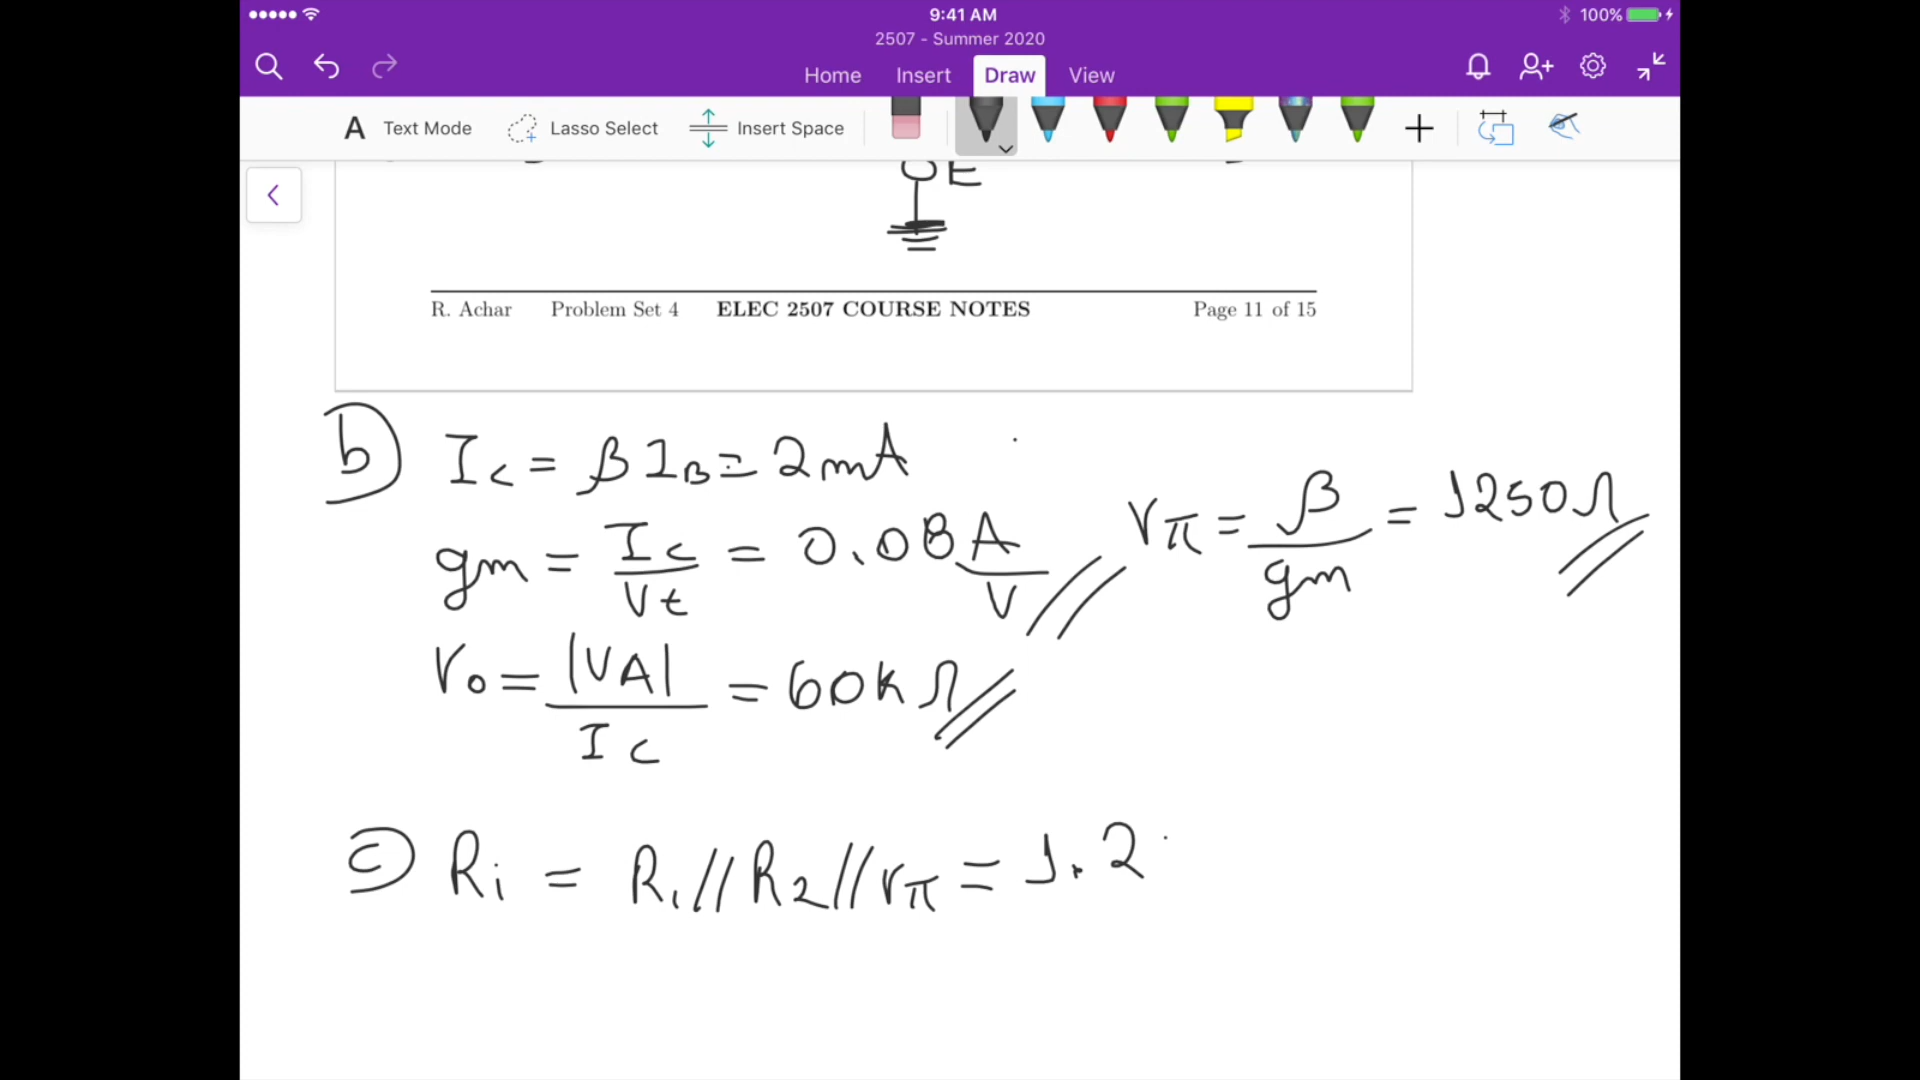 9:41 AM
100%
2507 - Summer 2020
Home Insert Draw View
A Text Mode Lasso Select Insert Space
E
R. Achar Problem Set 4 ELEC 2507 COURSE NOTES Page 11 of 15
b) Ic = βIB = 2mA
gm = Ic/Vt = 0.08 A/V
rπ = β/gm = 1250Ω
ro = |VA|/Ic = 60kΩ
c) Ri = R1//R2//rπ = 1.2